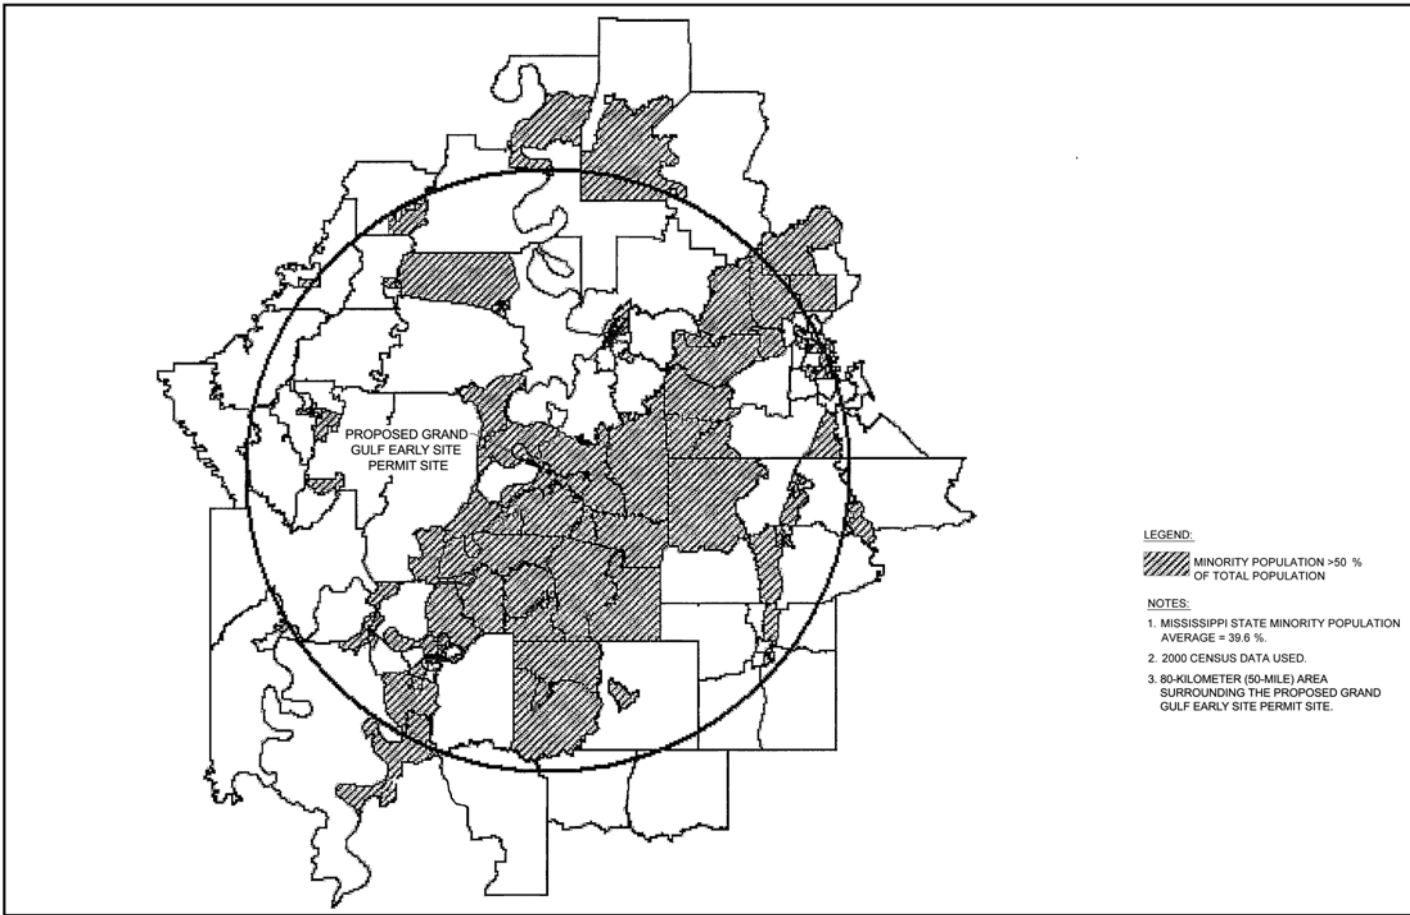 PROPOSED GRAND
GULF EARLY SITE
PERMIT SITE
LEGEND:
MINORITY POPULATION >50 %
OF TOTAL POPULATION
NOTES:
1. MISSISSIPPI STATE MINORITY POPULATION
AVERAGE = 39.6 %.
2. 2000 CENSUS DATA USED.
3. 80-KILOMETER (50-MILE) AREA
SURROUNDING THE PROPOSED GRAND
GULF EARLY SITE PERMIT SITE.